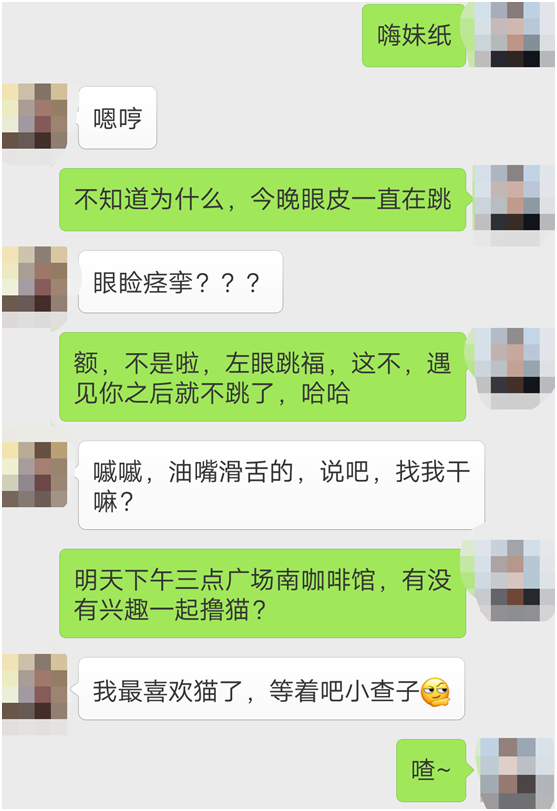 嗨妹纸
嗯哼
不知道为什么，今晚眼皮一直在跳
眼睑痉挛？？？
额，不是啦，左眼跳福，这不，遇
见你之后就不跳了，哈哈
嘁嘁，油嘴滑舌的，说吧，找我干
嘛？
明天下午三点广场南咖啡馆，有没
有兴趣一起撸猫？
我最喜欢猫了，等着吧小查子
喳~